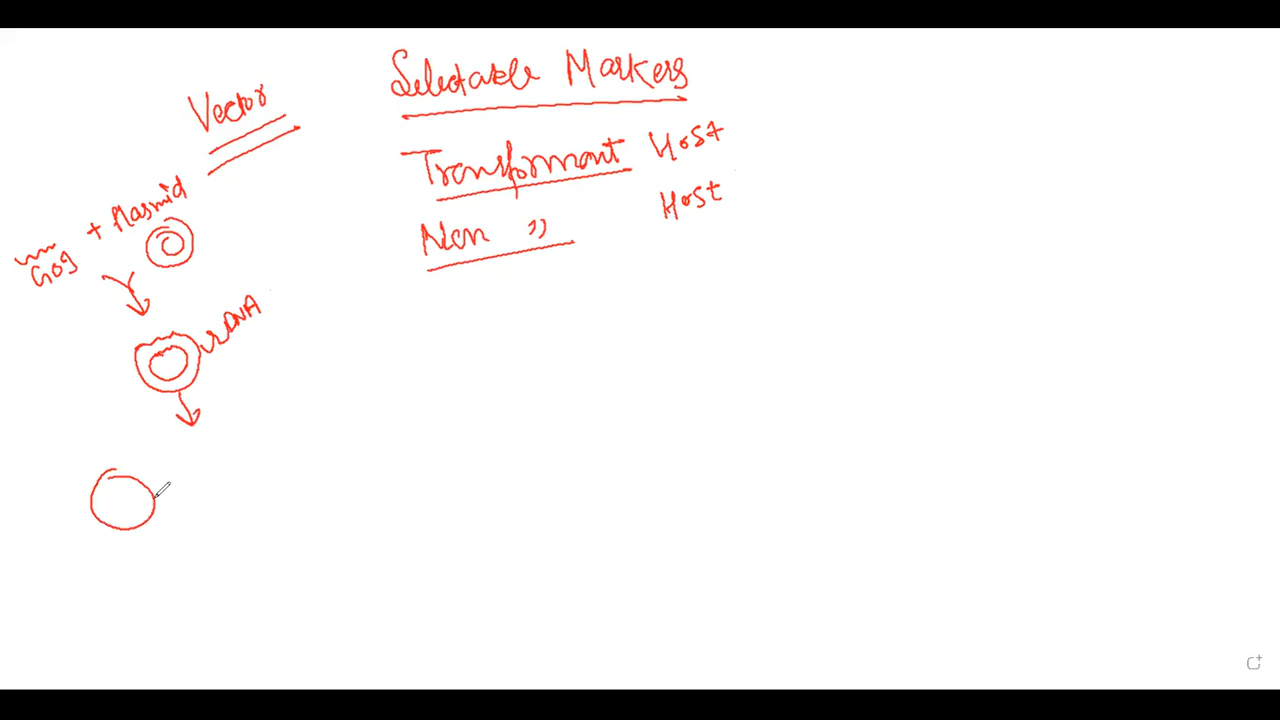 Selectable Markers
Vector
Transformant Host
Non " Host
GOg + Plasmid
rDNA